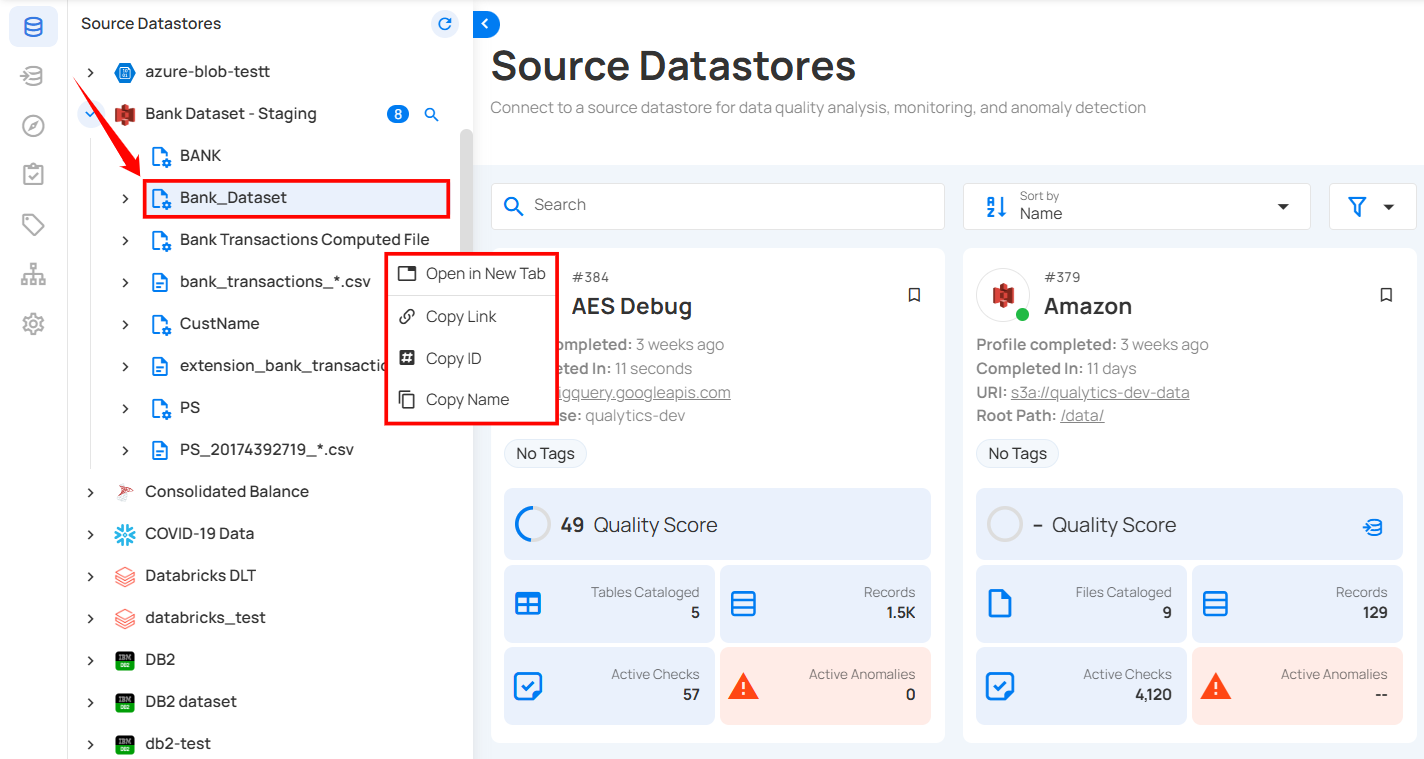 Source Datastores
azure-blob-testt
Bank Dataset - Staging 8
BANK
Bank_Dataset
Bank Transactions Computed File
bank_transactions_*.csv
CustName
extension_bank_transactio
PS
PS_20174392719_*.csv
Consolidated Balance
COVID-19 Data
Databricks DLT
databricks_test
DB2
DB2 dataset
db2-test
Open in New Tab
Copy Link
Copy ID
Copy Name
Source Datastores
Connect to a source datastore for data quality analysis, monitoring, and anomaly detection
Search
Sort by
Name
#384
AES Debug
ompleted: 3 weeks ago
eted In: 11 seconds
igquery.googleapis.com
se: qualytics-dev
No Tags
49 Quality Score
Tables Cataloged
5
Records
1.5K
Active Checks
57
Active Anomalies
0
#379
Amazon
Profile completed: 3 weeks ago
Completed In: 11 days
URI: s3a://qualytics-dev-data
Root Path: /data/
No Tags
– Quality Score
Files Cataloged
9
Records
129
Active Checks
4,120
Active Anomalies
--